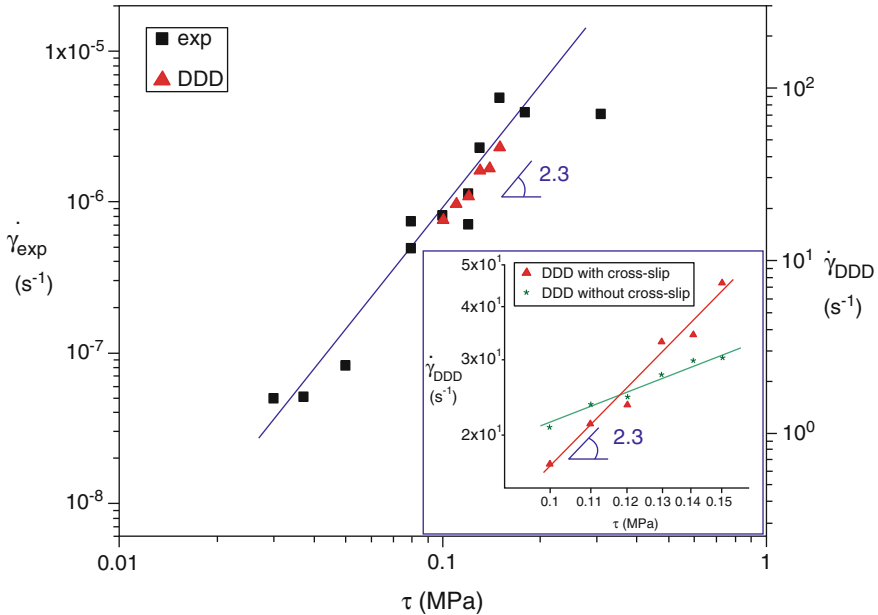 exp
DDD
1x10⁻⁵
10⁻⁶
10⁻⁷
10⁻⁸
γ̇exp
(s⁻¹)
2.3
10²
10¹
10⁰
γ̇DDD
(s⁻¹)
0.01
0.1
1
τ (MPa)
DDD with cross-slip
DDD without cross-slip
5x10¹
4x10¹
3x10¹
2x10¹
γ̇DDD
(s⁻¹)
2.3
0.1 0.11 0.12 0.13 0.14 0.15
τ (MPa)